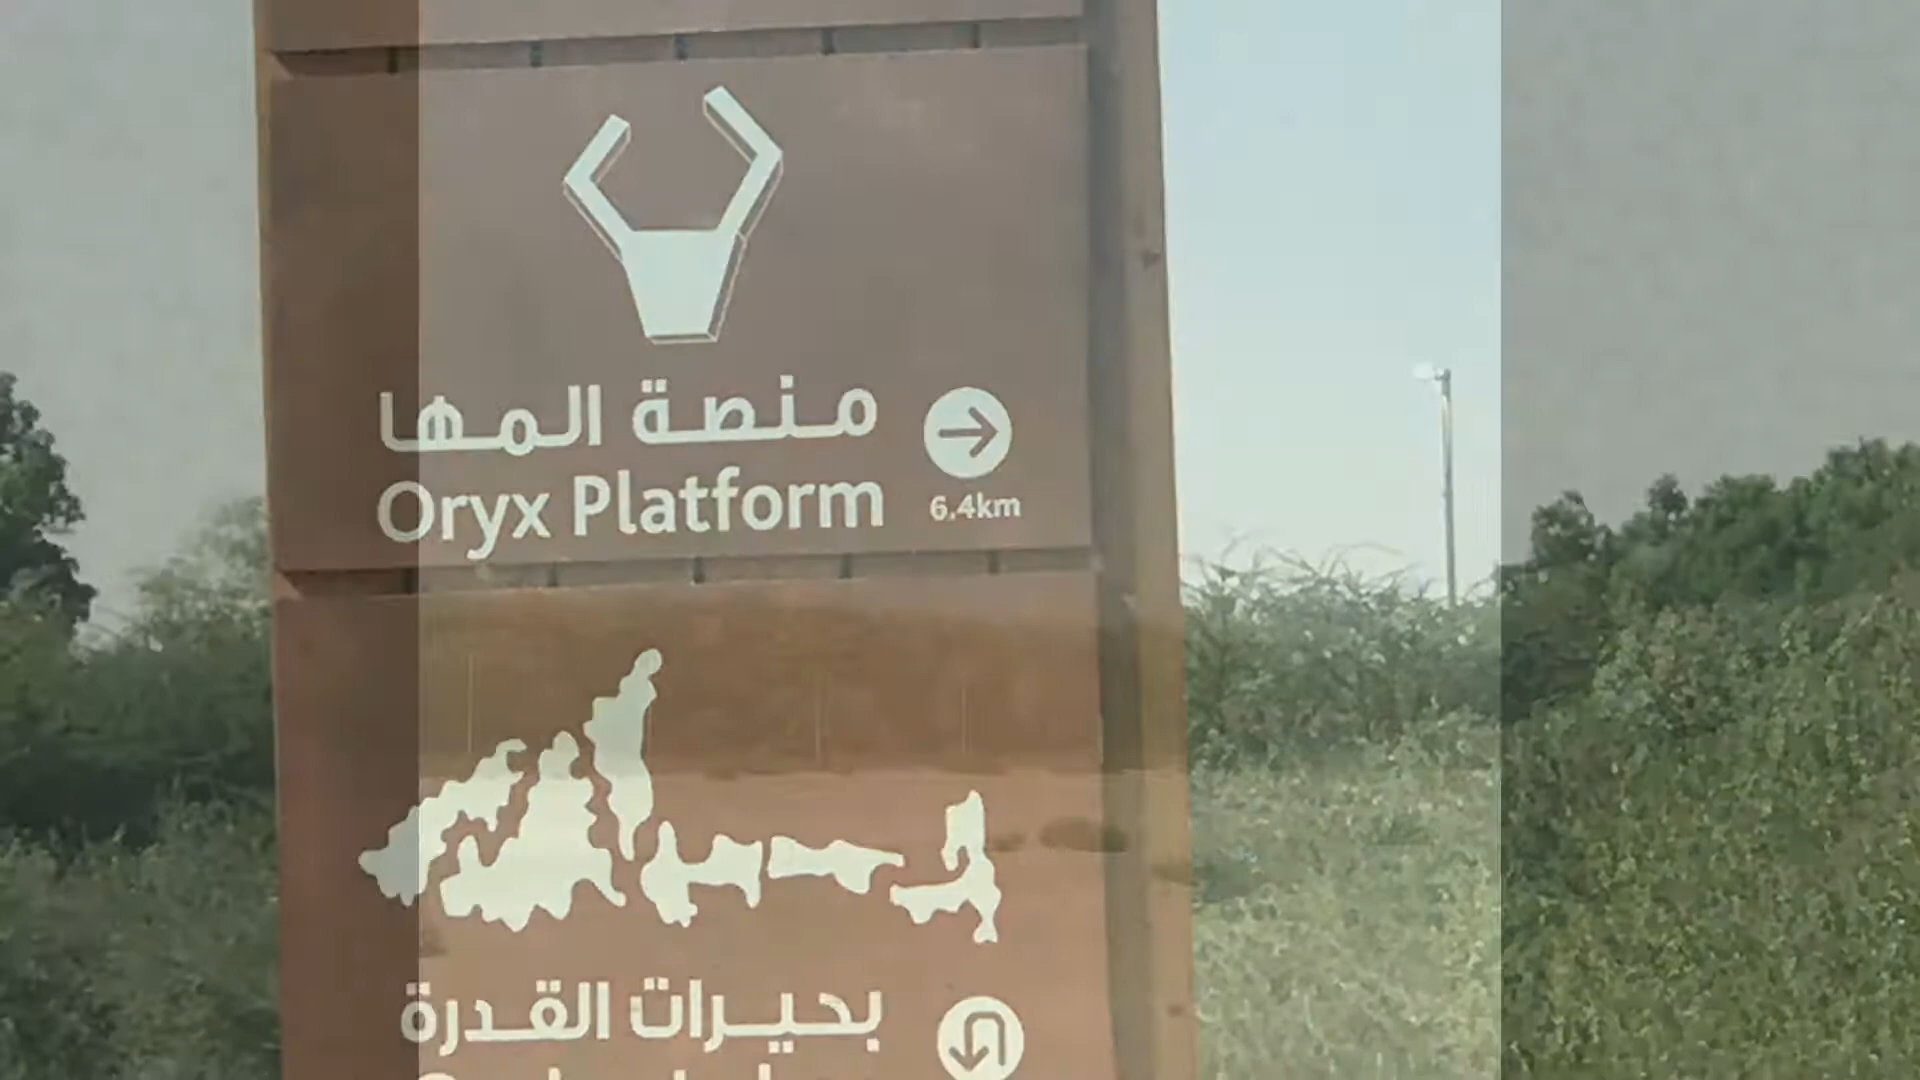 منصة المها
Oryx Platform
6.4km
بحيرات القدرة